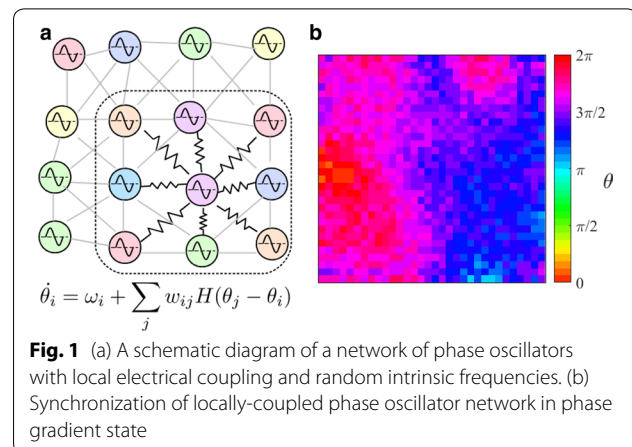 a
b
2π
3π/2
π
θ
π/2
0
θ̇ᵢ = ωᵢ + ∑ⱼ wᵢⱼH(θⱼ − θᵢ)
Fig. 1 (a) A schematic diagram of a network of phase oscillators
with local electrical coupling and random intrinsic frequencies. (b)
Synchronization of locally-coupled phase oscillator network in phase
gradient state